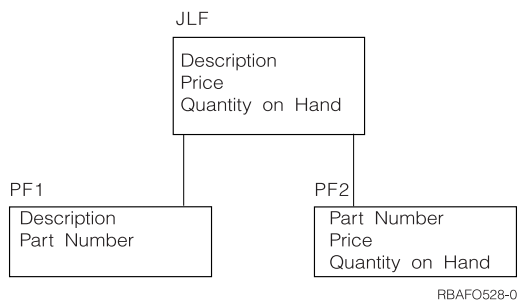 JLF
Description
Price
Quantity on Hand
PF1
Description
Part Number
PF2
Part Number
Price
Quantity on Hand
RBAFO528-0